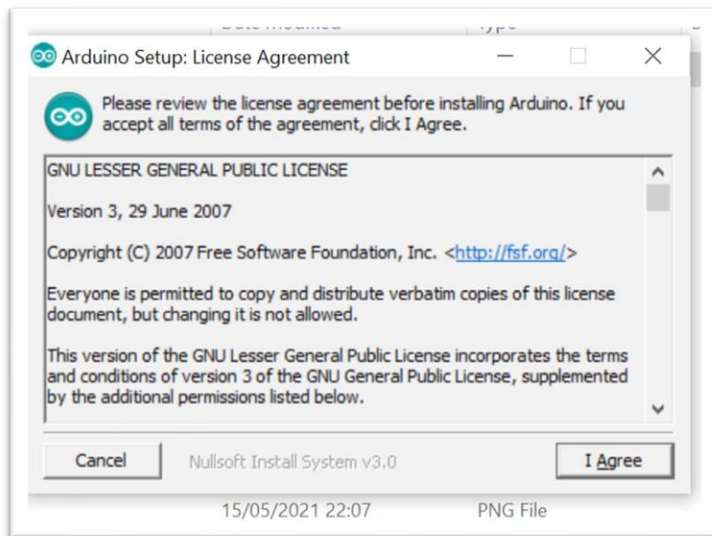 Date modified Type
Arduino Setup: License Agreement
Please review the license agreement before installing Arduino. If you
accept all terms of the agreement, click I Agree.
GNU LESSER GENERAL PUBLIC LICENSE
Version 3, 29 June 2007
Copyright (C) 2007 Free Software Foundation, Inc. <http://fsf.org/>
Everyone is permitted to copy and distribute verbatim copies of this license
document, but changing it is not allowed.
This version of the GNU Lesser General Public License incorporates the terms
and conditions of version 3 of the GNU General Public License, supplemented
by the additional permissions listed below.
Cancel Nullsoft Install System v3.0 I Agree
15/05/2021 22:07 PNG File